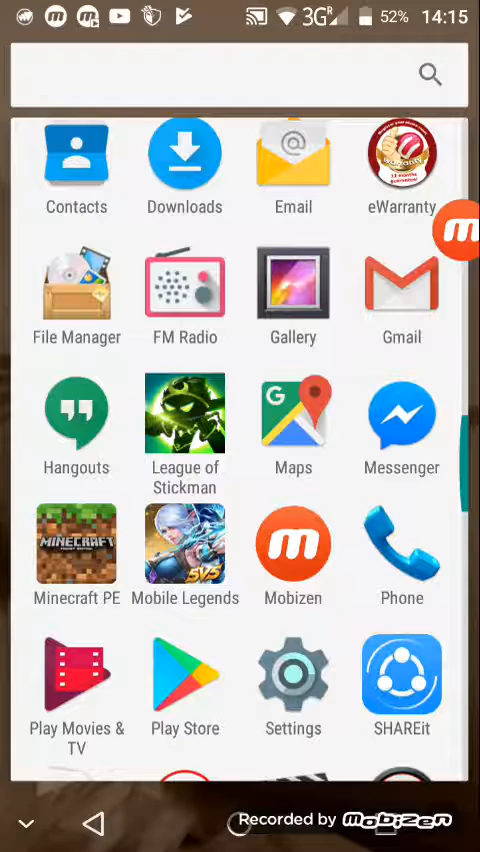 3G R 52% 14:15
Contacts Downloads Email eWarranty
File Manager FM Radio Gallery Gmail
Hangouts League of Stickman Maps Messenger
MINECRAFT
5V5
Minecraft PE Mobile Legends Mobizen Phone
Play Movies & TV Play Store Settings SHAREit
Recorded by Mobizen